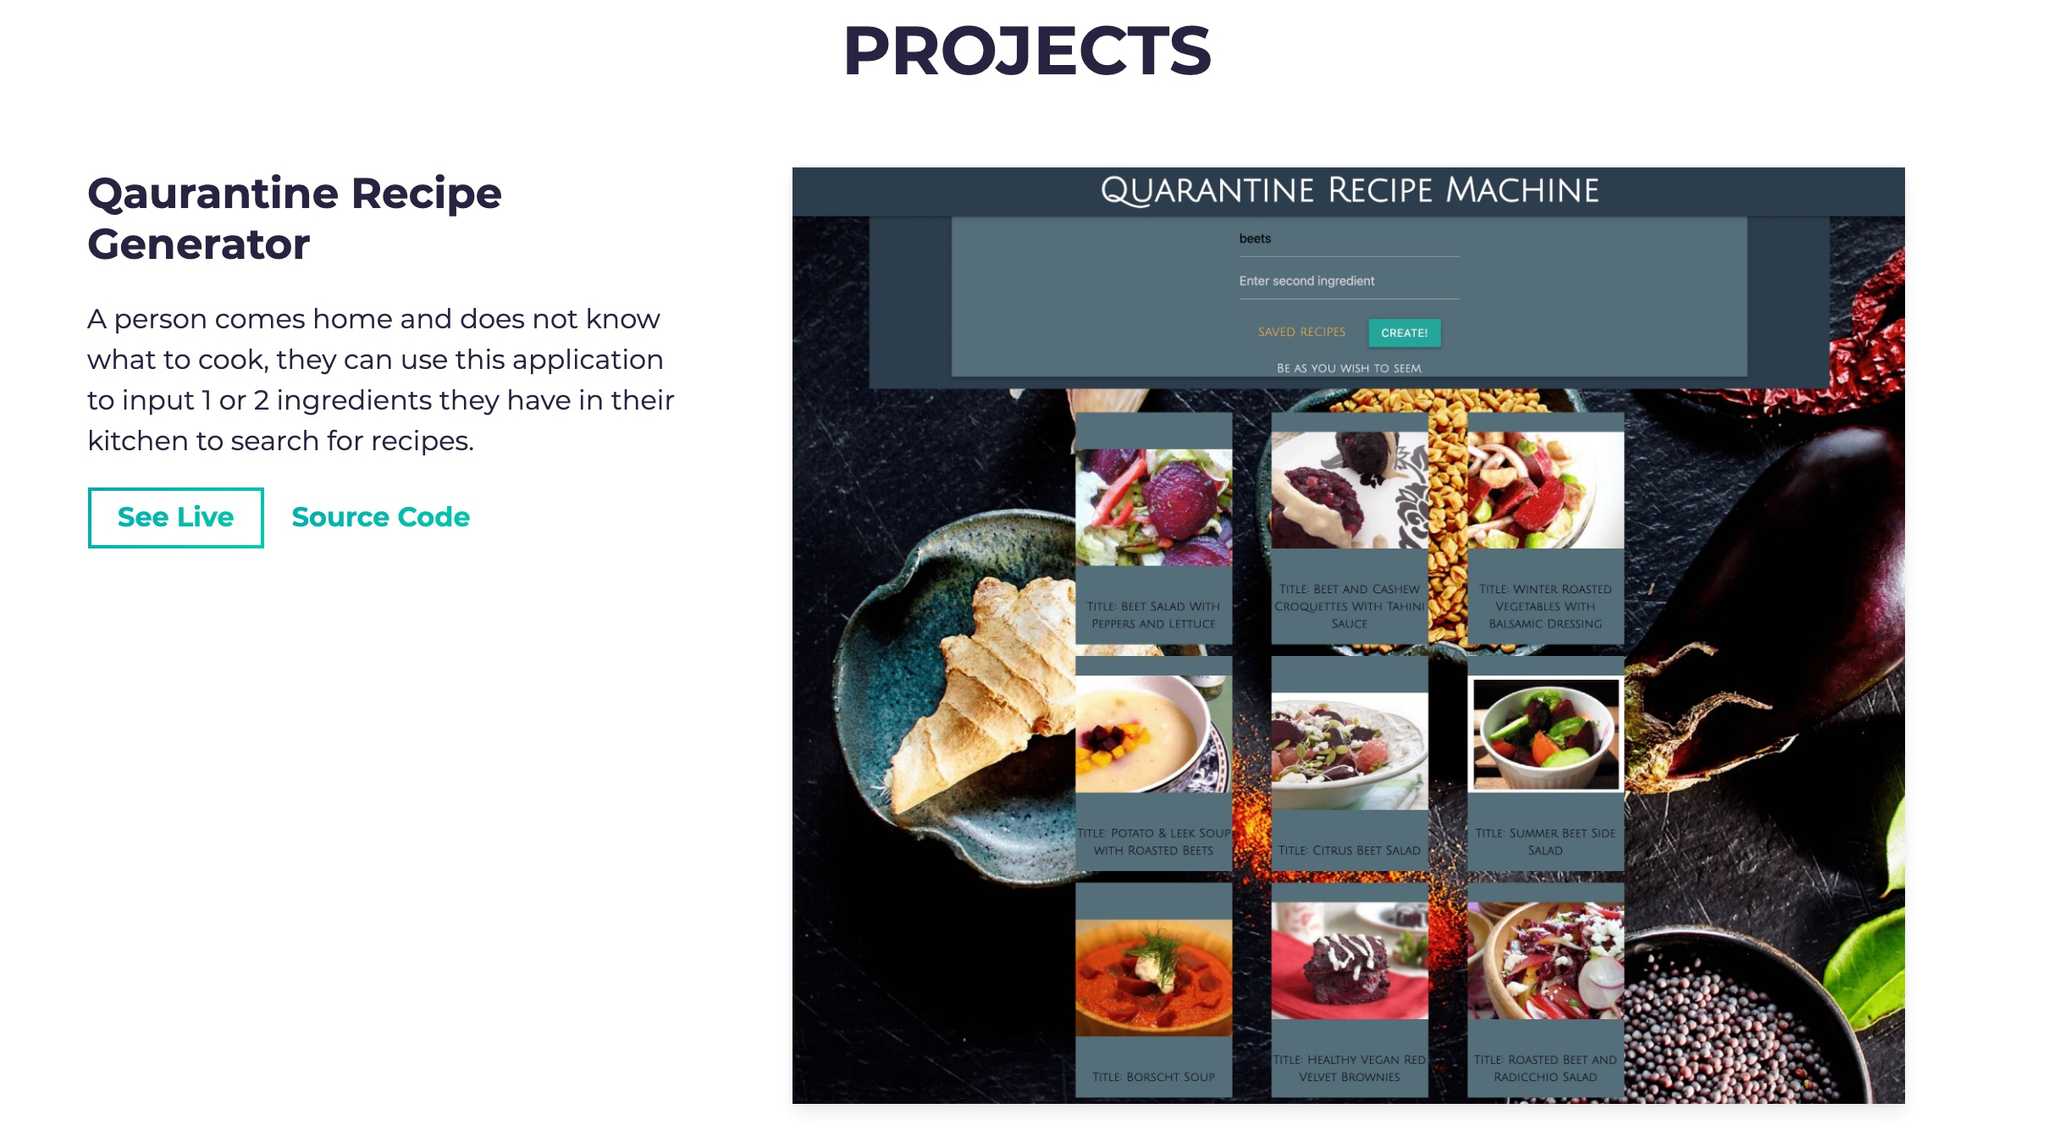 PROJECTS
Qaurantine Recipe
Generator
A person comes home and does not know
what to cook, they can use this application
to input 1 or 2 ingredients they have in their
kitchen to search for recipes.
See Live
Source Code
Quarantine Recipe Machine
beets
Enter second ingredient
SAVED RECIPES
CREATE!
Be as you wish to seem.
Title: Beet Salad With
Peppers and Lettuce
Title: Beet and Cashew
Croquettes With Tahini
Sauce
Title: Winter Roasted
Vegetables With
Balsamic Dressing
Title: Potato & Leek Soup
with Roasted Beets
Title: Citrus Beet Salad
Title: Summer Beet Side
Salad
Title: Borscht Soup
Title: Healthy Vegan Red
Velvet Brownies
Title: Roasted Beet and
Radicchio Salad